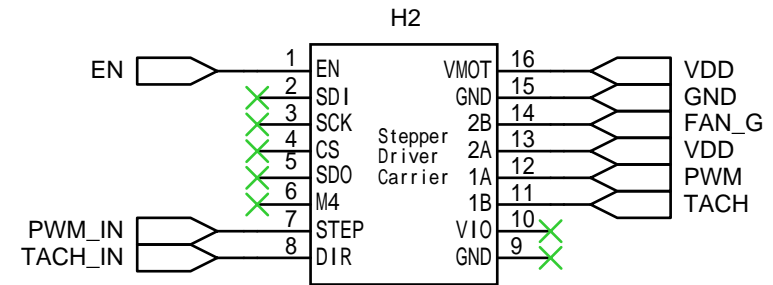 H2
EN 1 EN VMOT 16 VDD
2 SDI GND 15 GND
3 SCK 2B 14 FAN_G
4 CS Stepper 2A 13 VDD
5 SDO Driver 1A 12 PWM
6 M4 Carrier 1B 11 TACH
PWM_IN 7 STEP VIO 10
TACH_IN 8 DIR GND 9